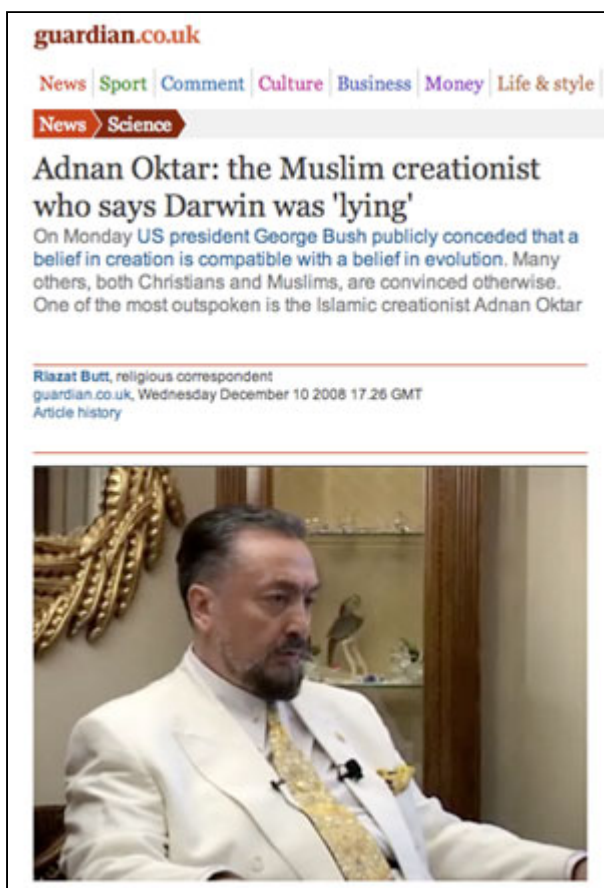 guardian.co.uk
News Sport Comment Culture Business Money Life & style
News Science
Adnan Oktar: the Muslim creationist
who says Darwin was 'lying'
On Monday US president George Bush publicly conceded that a
belief in creation is compatible with a belief in evolution. Many
others, both Christians and Muslims, are convinced otherwise.
One of the most outspoken is the Islamic creationist Adnan Oktar
Riazat Butt, religious correspondent
guardian.co.uk, Wednesday December 10 2008 17.26 GMT
Article history